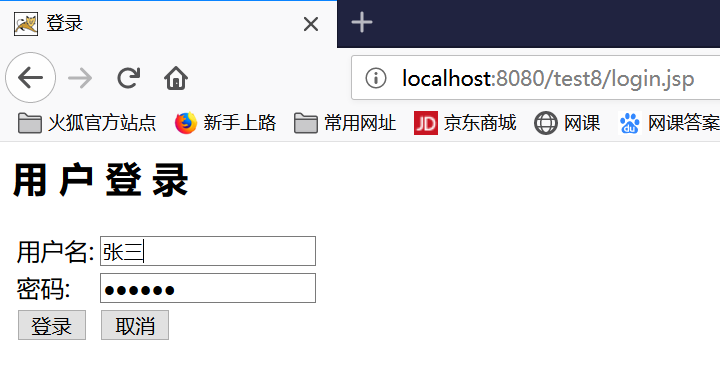 登录
localhost:8080/test8/login.jsp
火狐官方站点 新手上路 常用网址 JD 京东商城 网课 du 网课答案
用 户 登 录
用户名: 张三
密码: ●●●●●●
登录 取消